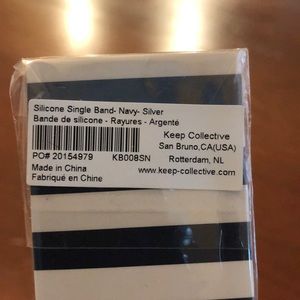 Silicone Single Band- Navy- Silver
Bande de silicone - Rayures - Argenté
Keep Collective
San Bruno,CA(USA)
PO# 20154979 KB008SN Rotterdam, NL
Made in China www.keep-collective.com
Fabriqué en Chine